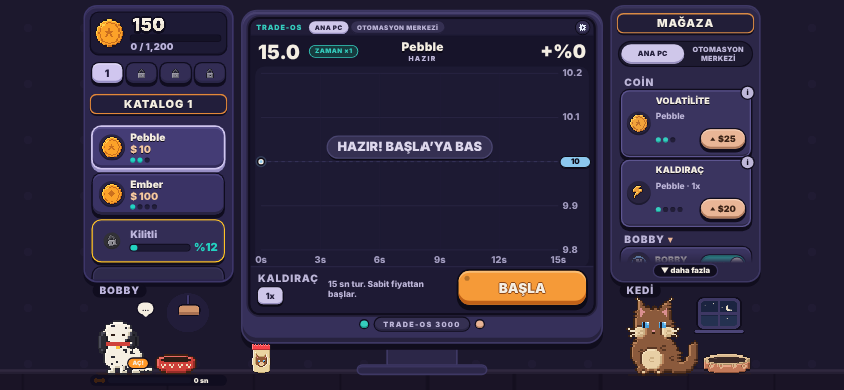 150
0 / 1,200
1
KATALOG 1
Pebble
$ 10
Ember
$ 100
Kilitli
%12
BOBBY
AÇI
0 sn
TRADE-OS
ANA PC
OTOMASYON MERKEZİ
15.0
ZAMAN ×1
Pebble
HAZIR
+%0
10.2
10.1
10
9.9
9.8
HAZIR! BAŞLA'YA BAS
0s 3s 6s 9s 12s 15s
KALDIRAÇ
1x
15 sn tur. Sabit fiyattan
başlar.
BAŞLA
TRADE-OS 3000
MAĞAZA
ANA PC
OTOMASYON
MERKEZİ
COİN
VOLATİLİTE
i
Pebble
$25
KALDIRAÇ
i
Pebble · 1x
$20
BOBBY ▼
BOBBY
▼ daha fazla
KEDİ